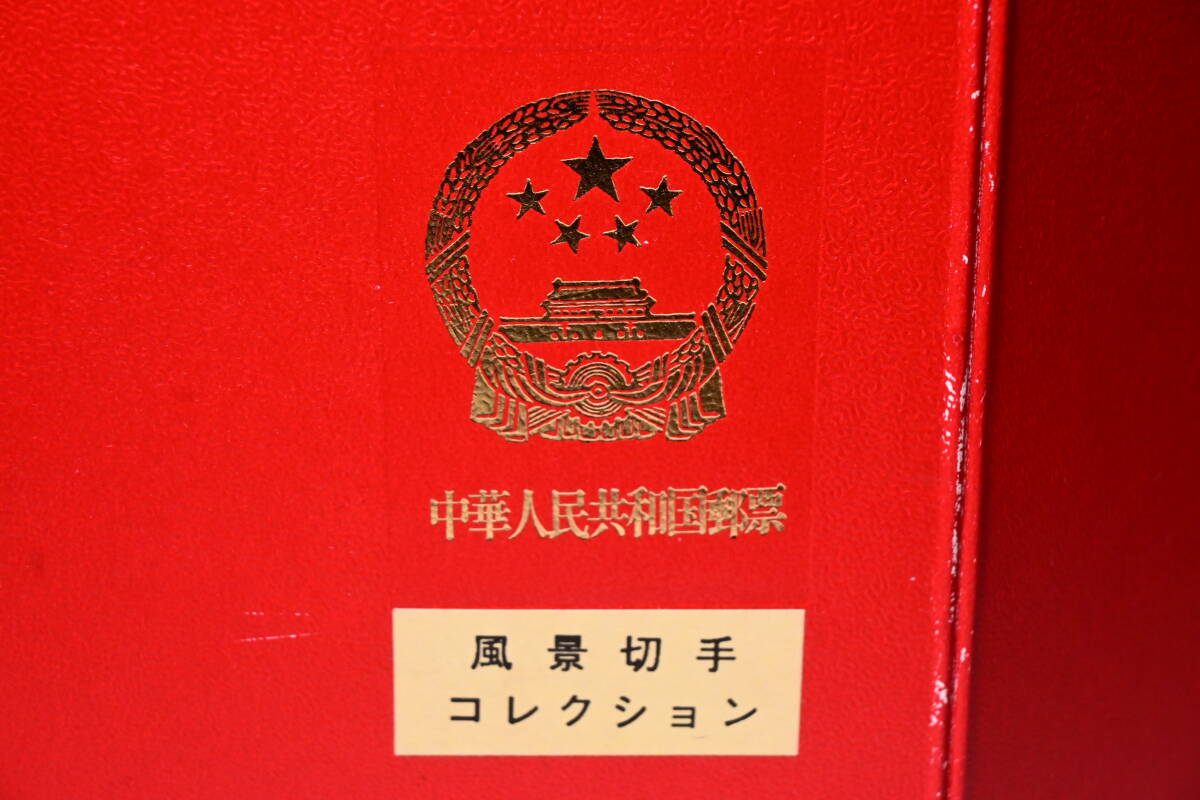 中華人民共和国郵票
風景切手
コレクション